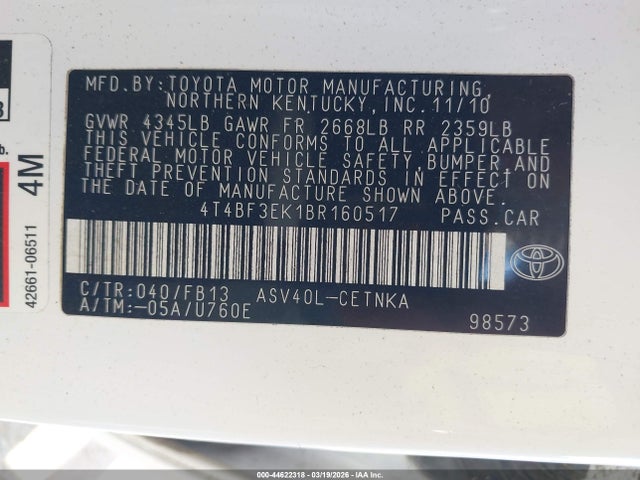 MFD.BY:TOYOTA MOTOR MANUFACTURING,
NORTHERN KENTUCKY,INC.11/10
GVWR 4345LB GAWR FR 2668LB RR 2359LB
THIS VEHICLE CONFORMS TO ALL APPLICABLE
FEDERAL MOTOR VEHICLE SAFETY,BUMPER,AND
THEFT PREVENTION STANDARDS IN EFFECT ON
THE DATE OF MANUFACTURE SHOWN ABOVE.
4T4BF3EK1BR160517 PASS.CAR
C/TR:040/FB13 ASV40L-CETNKA
A/TM:-05A/U760E
98573
4M
42661-06511
000-44622318 - 03/19/2026 - IAAI, Inc.